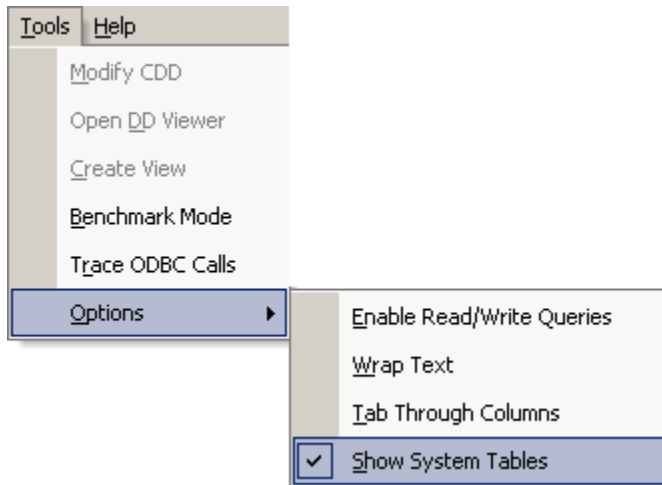 Tools Help
Modify CDD
Open DD Viewer
Create View
Benchmark Mode
Trace ODBC Calls
Options
Enable Read/Write Queries
Wrap Text
Tab Through Columns
Show System Tables